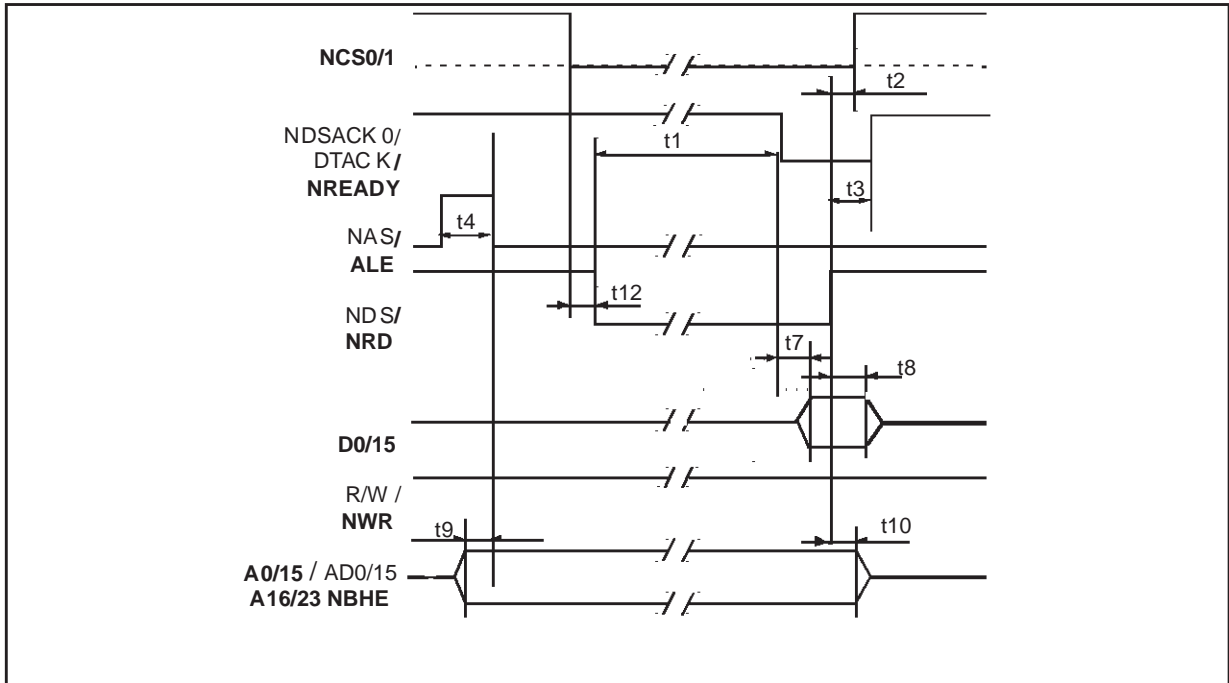 NCS0/1
t2
NDSACK 0/
DTAC K/
NREADY
t1
t3
t4
NAS/
ALE
t12
NDS/
NRD
t7
t8
D0/15
R/W /
NWR
t9
t10
A0/15 / AD0/15
A16/23 NBHE